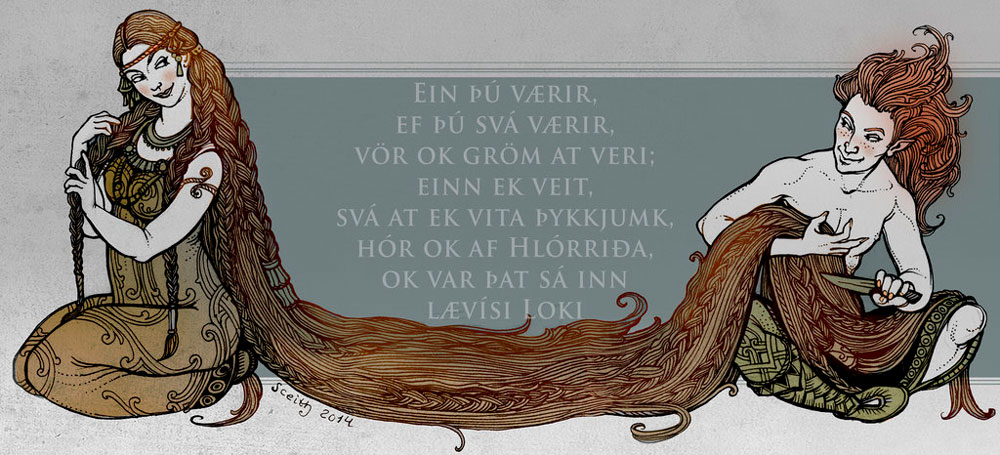 Ein þú værir,
ef þú svá værir,
vör ok gröm at veri;
einn ek veit,
svá at ek vita þykkjumk,
hór ok af Hlórriða,
ok var þat sá inn
lævísi Loki
Sceith 2014